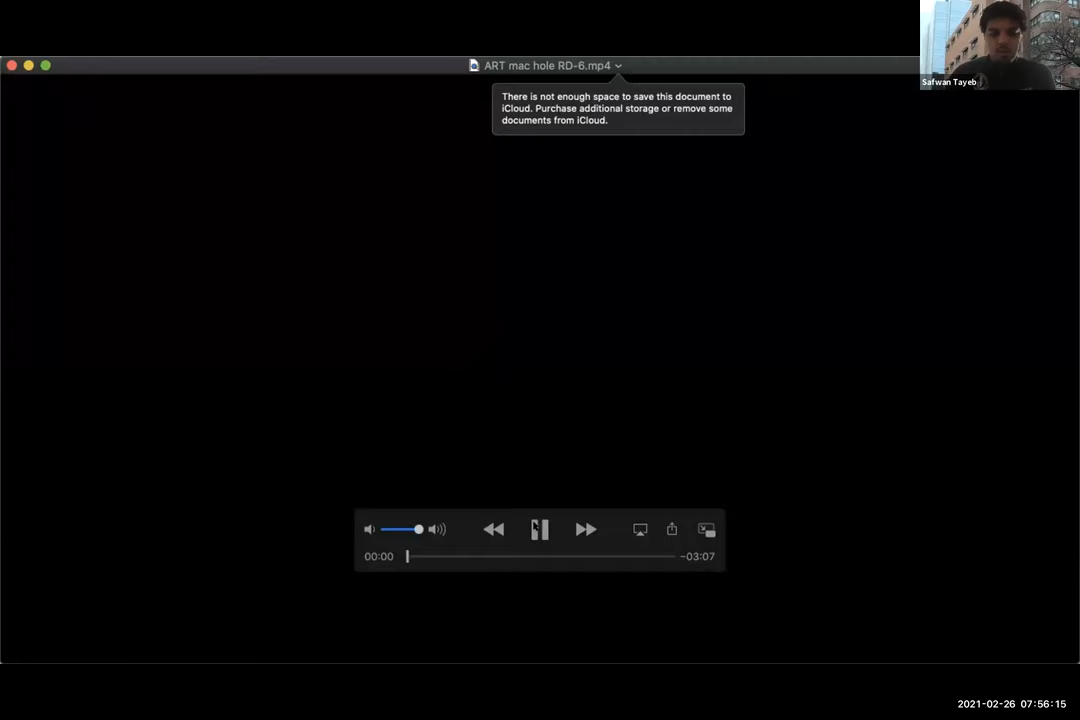 ART mac hole RD-6.mp4
Safwan Tayeb
There is not enough space to save this document to
iCloud. Purchase additional storage or remove some
documents from iCloud.
00:00
-03:07
2021-02-26 07:56:15